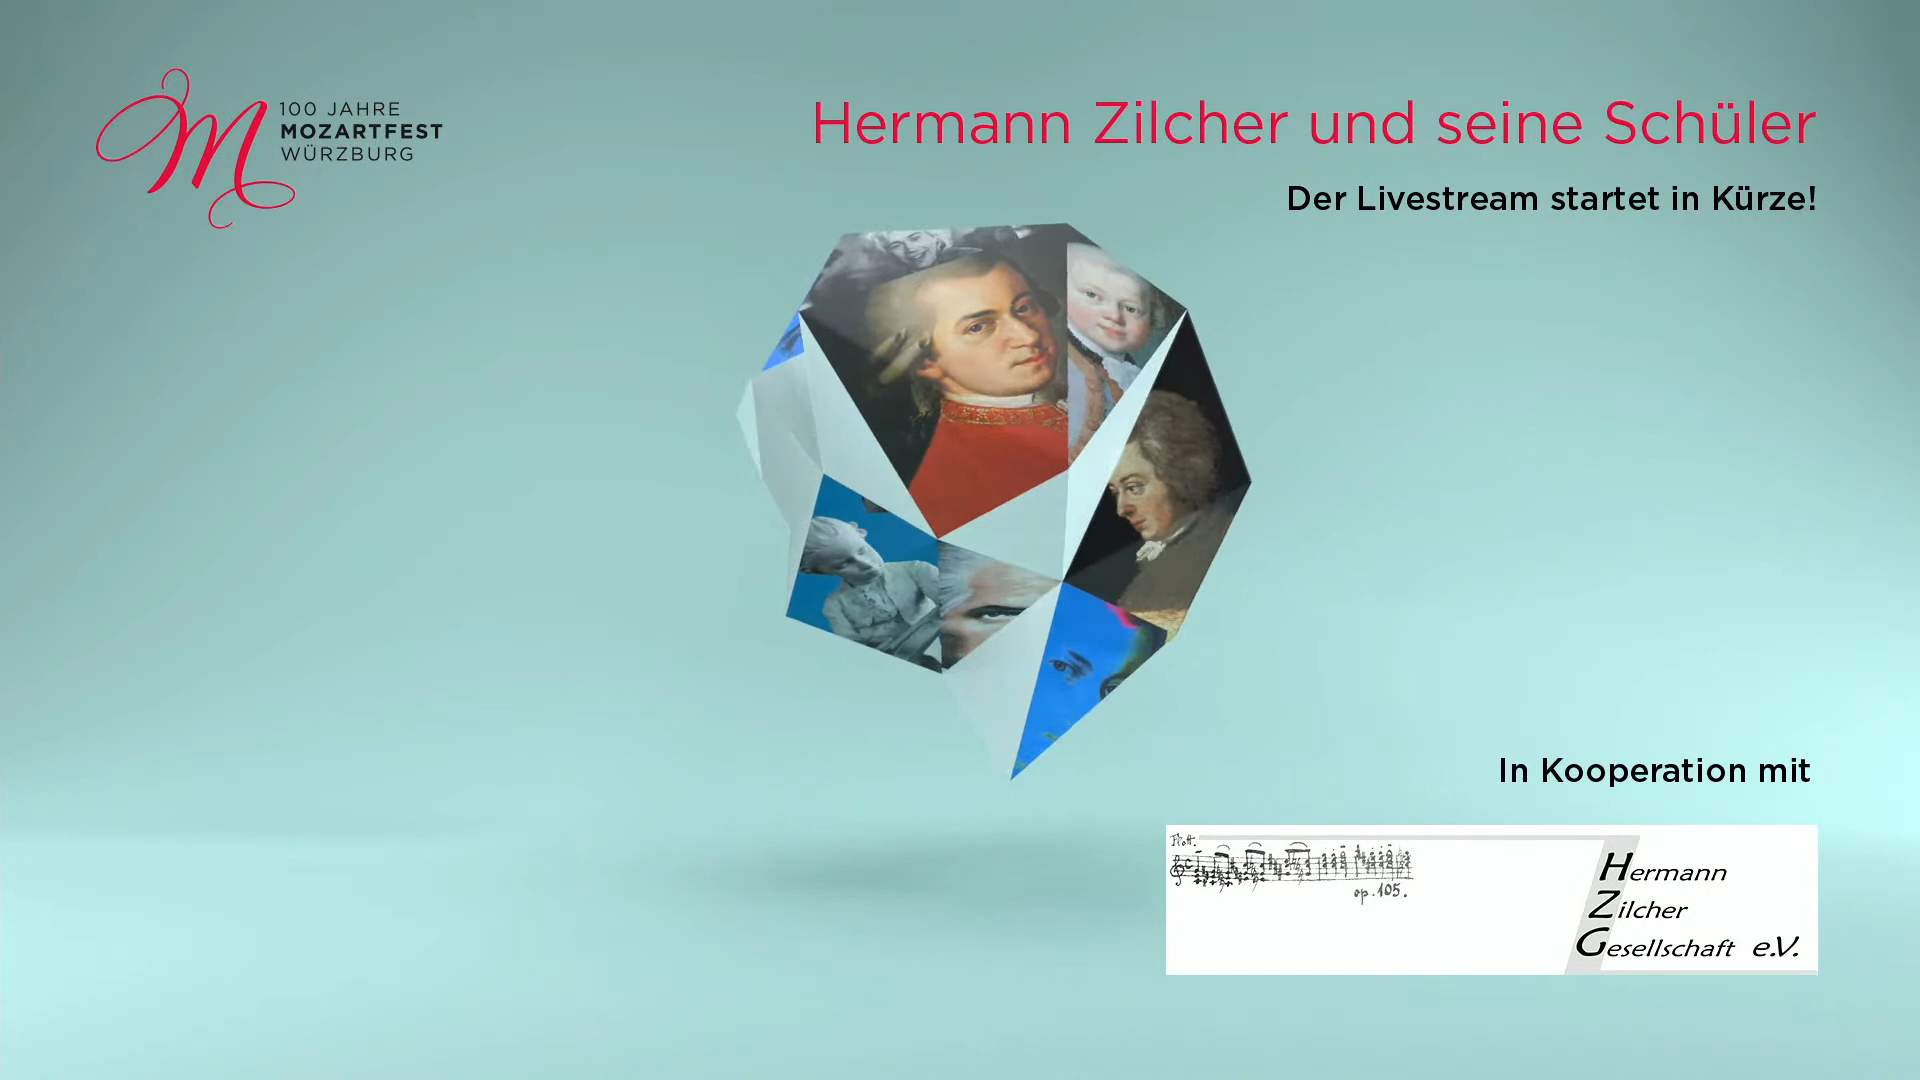 100 JAHRE
MOZARTFEST
WÜRZBURG
Hermann Zilcher und seine Schüler
Der Livestream startet in Kürze!
In Kooperation mit
op. 105.
Hermann
Zilcher
Gesellschaft e.V.